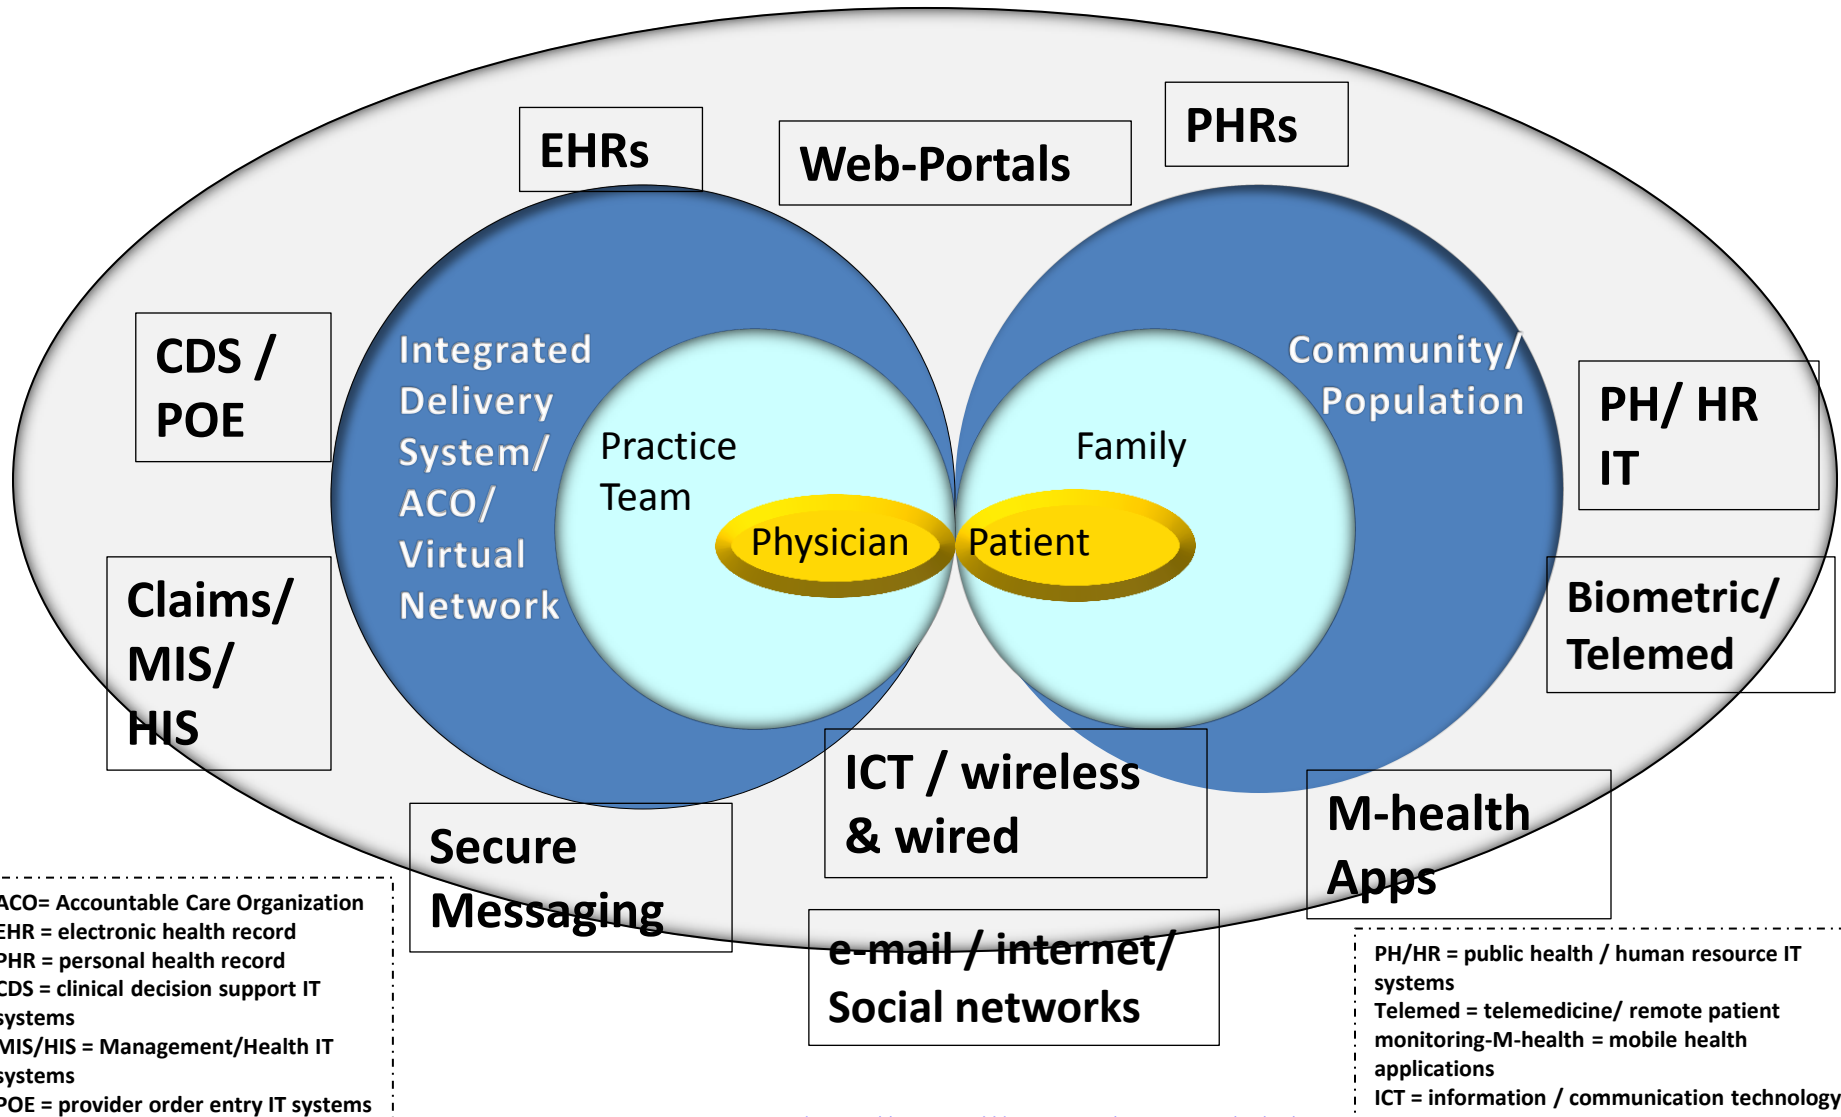 EHRs
Web-Portals
PHRs
CDS /
POE
Integrated
Delivery
System/
ACO/
Virtual
Network
Practice
Team
Physician
Patient
Family
Community/
Population
PH/ HR
IT
Claims/
MIS/
HIS
Biometric/
Telemed
ICT / wireless
& wired
M-health
Apps
Secure
Messaging
e-mail / internet/
Social networks
ACO= Accountable Care Organization
EHR = electronic health record
PHR = personal health record
CDS = clinical decision support IT
systems
MIS/HIS = Management/Health IT
systems
POE = provider order entry IT systems
PH/HR = public health / human resource IT
systems
Telemed = telemedicine/ remote patient
monitoring-M-health = mobile health
applications
ICT = information / communication technology